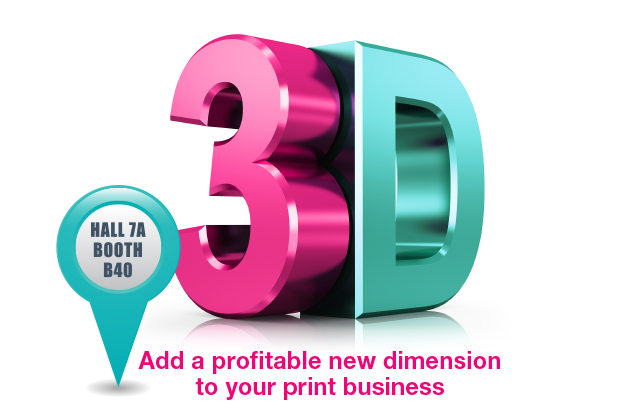 3D
HALL 7A
BOOTH
B40
Add a profitable new dimension
to your print business